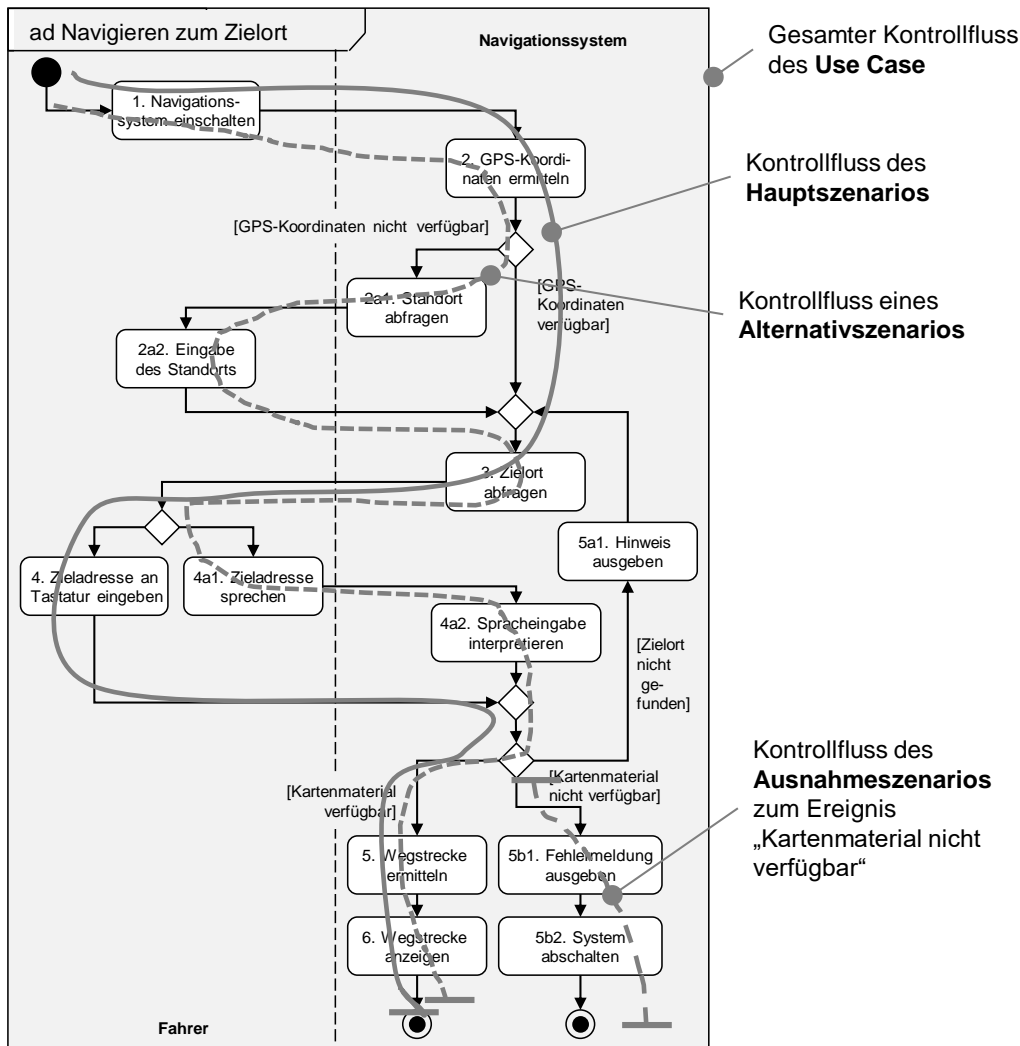 ad Navigieren zum Zielort
Navigationssystem
Gesamter Kontrollfluss
des Use Case
1. Navigations-
system einschalten
2. GPS-Koordi-
naten ermitteln
Kontrollfluss des
Hauptszenarios
[GPS-Koordinaten nicht verfügbar]
2a1. Standort
abfragen
[GPS-
Koordinaten
verfügbar]
Kontrollfluss eines
Alternativszenarios
2a2. Eingabe
des Standorts
3. Zielort
abfragen
5a1. Hinweis
ausgeben
4. Zieladresse an
Tastatur eingeben
4a1. Zieladresse
sprechen
4a2. Spracheingabe
interpretieren
[Zielort
nicht
ge-
funden]
[Kartenmaterial
verfügbar]
[Kartenmaterial
nicht verfügbar]
Kontrollfluss des
Ausnahmeszenarios
zum Ereignis
„Kartenmaterial nicht
verfügbar“
5. Wegstrecke
ermitteln
5b1. Fehlermeldung
ausgeben
6. Wegstrecke
anzeigen
5b2. System
abschalten
Fahrer